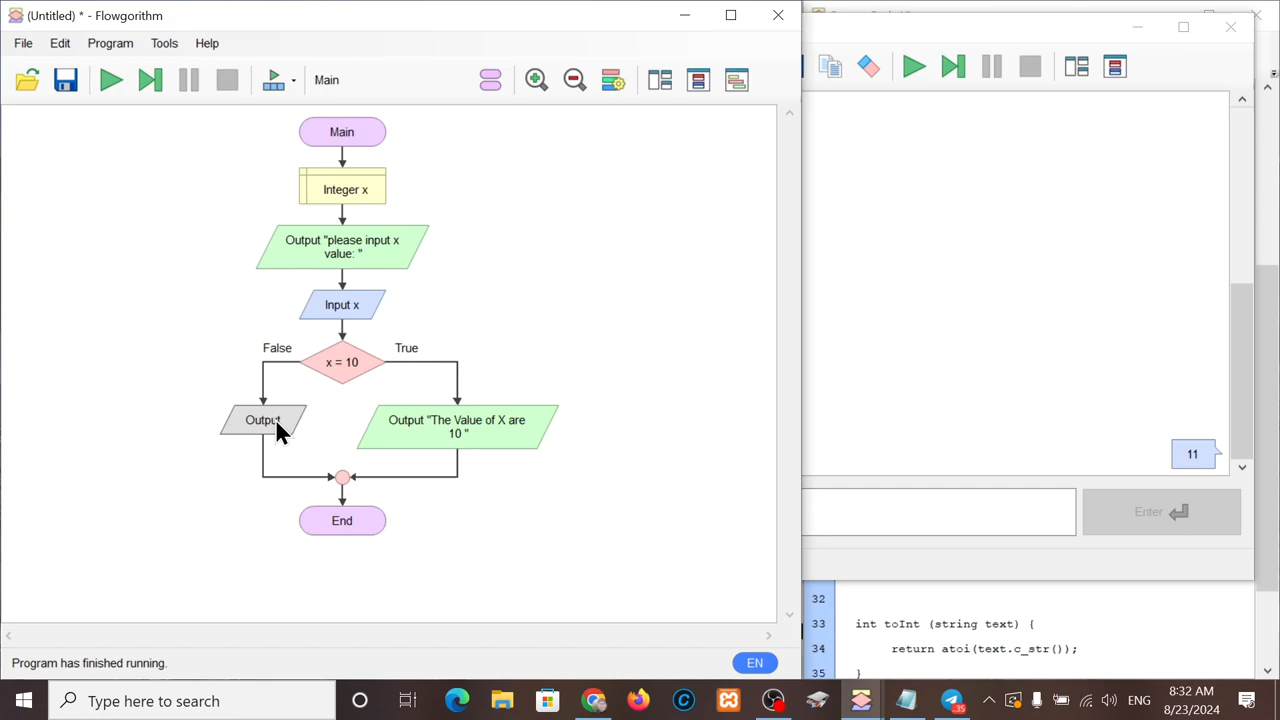 (Untitled) * - Flowgorithm
File Edit Program Tools Help
Main
Main
Integer x
Output "please input x
value: "
Input x
False
True
x = 10
Output
Output "The Value of X are
10 "
End
11
Enter
32
33 int toInt (string text) {
34 return atoi(text.c_str());
35 }
Program has finished running.
EN
Type here to search
35
ENG
8:32 AM
8/23/2024